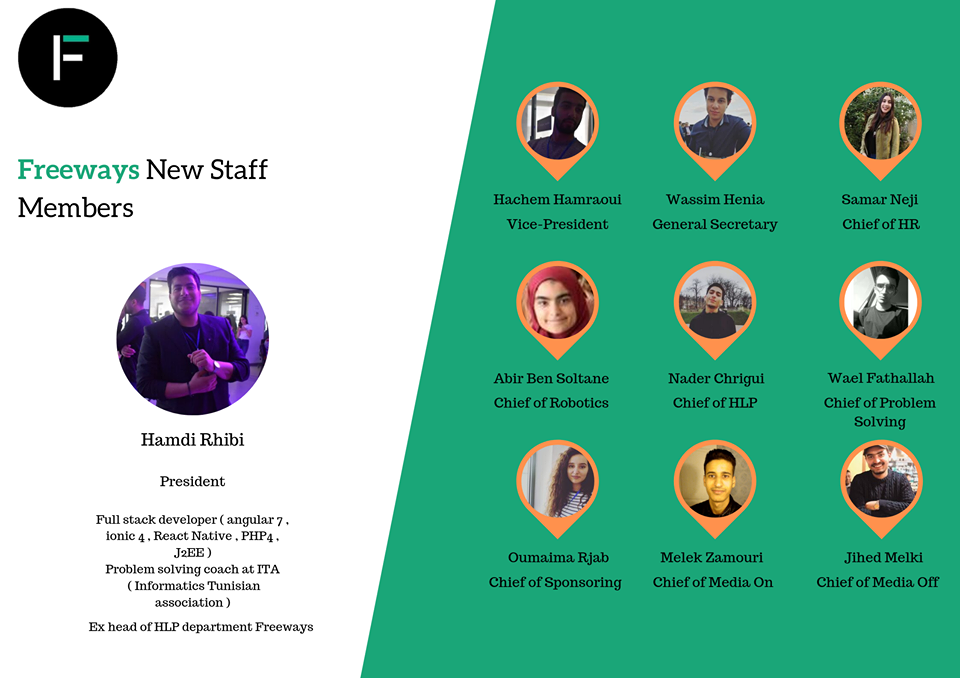 F
Freeways New Staff
Members
Hamdi Rhibi
President
Full stack developer ( angular 7 ,
ionic 4 , React Native , PHP4 ,
J2EE )
Problem solving coach at ITA
( Informatics Tunisian
association )
Ex head of HLP department Freeways
Hachem Hamraoui
Vice-President
Wassim Henia
General Secretary
Samar Neji
Chief of HR
Abir Ben Soltane
Chief of Robotics
Nader Chrigui
Chief of HLP
Wael Fathallah
Chief of Problem
Solving
Oumaima Rjab
Chief of Sponsoring
Melek Zamouri
Chief of Media On
Jihed Melki
Chief of Media Off